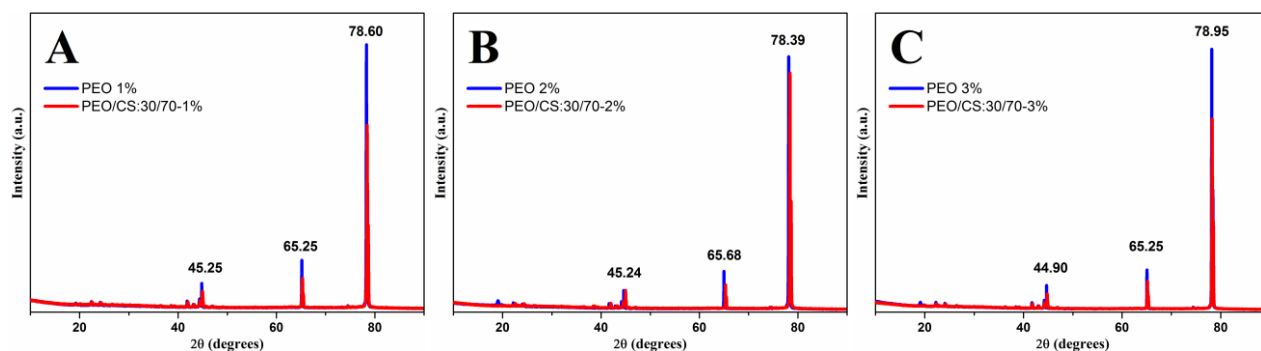 A
78.60
PEO 1%
PEO/CS:30/70-1%
65.25
45.25
Intensity (a.u.)
20 40 60 80
2θ (degrees)
B
78.39
PEO 2%
PEO/CS:30/70-2%
65.68
45.24
Intensity (a.u.)
20 40 60 80
2θ (degrees)
C
78.95
PEO 3%
PEO/CS:30/70-3%
65.25
44.90
Intensity (a.u.)
20 40 60 80
2θ (degrees)